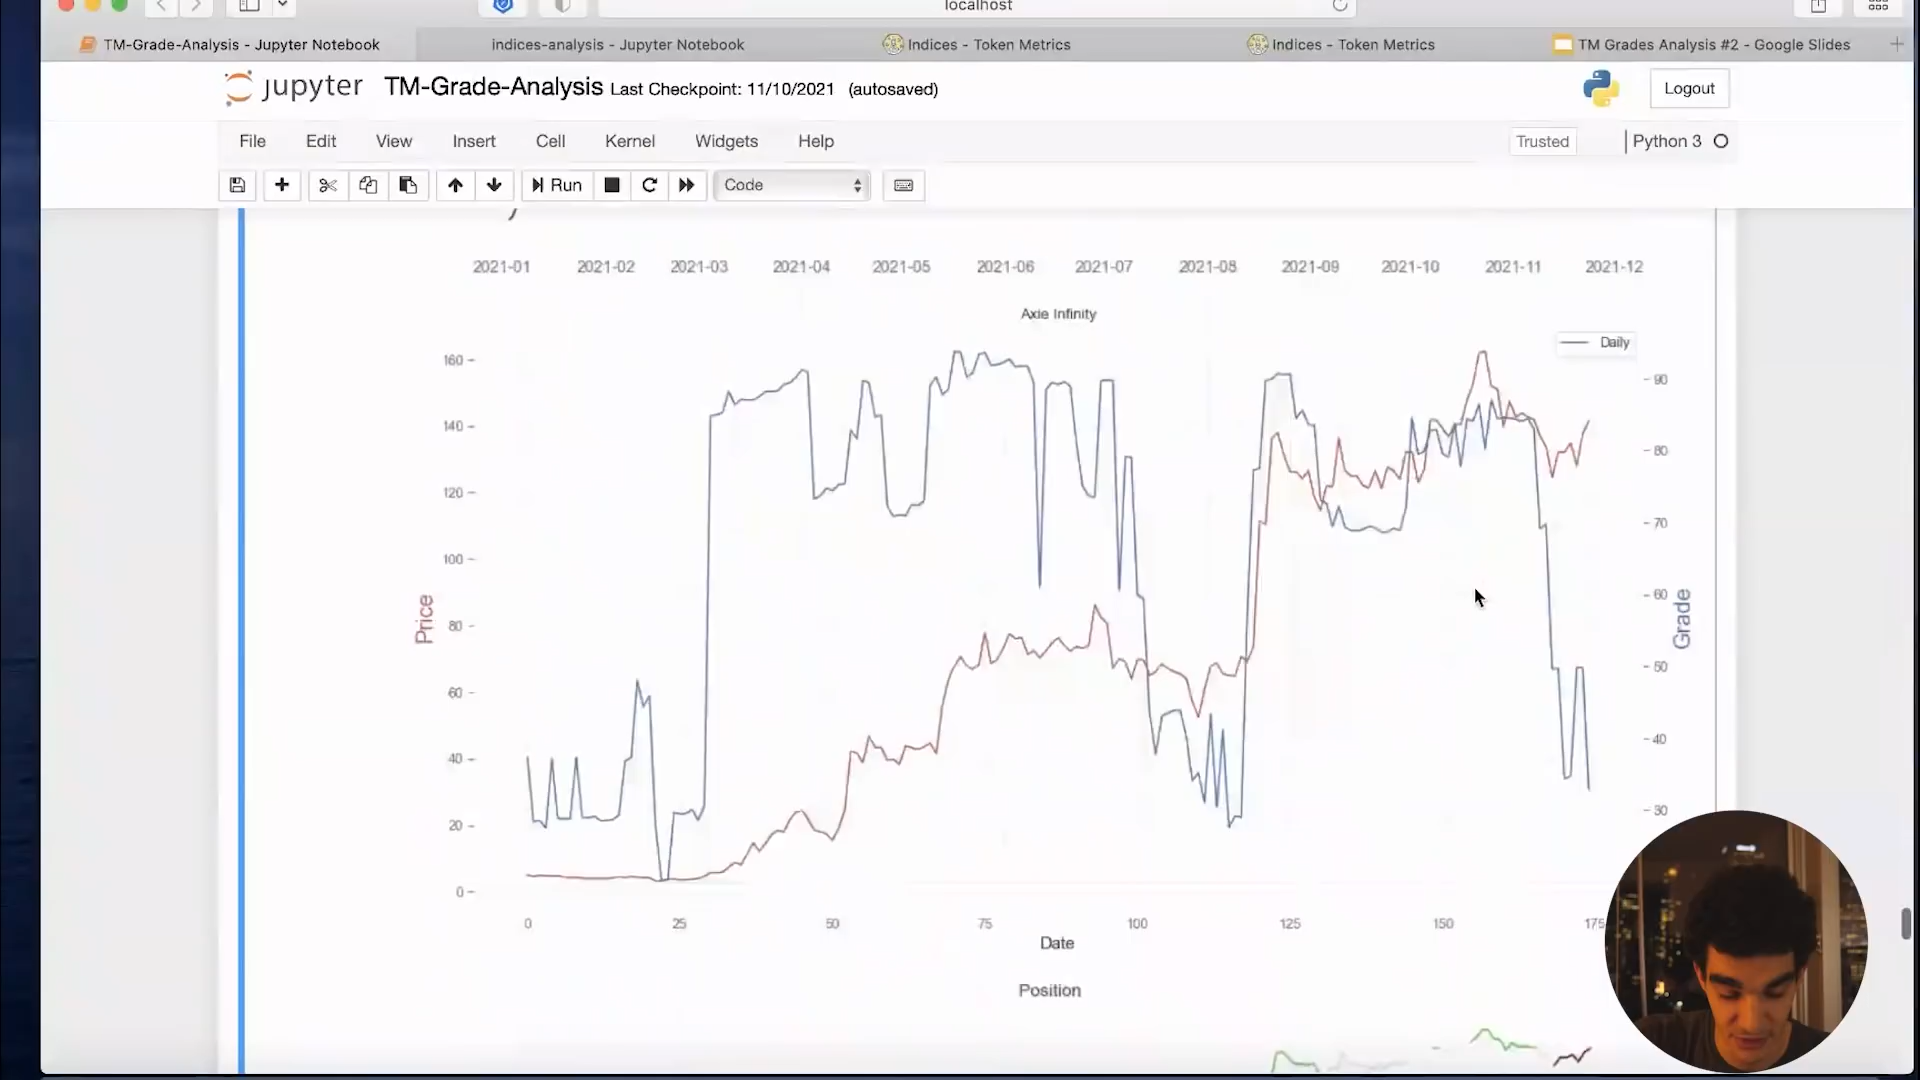 localhost
TM-Grade-Analysis - Jupyter Notebook
indices-analysis - Jupyter Notebook
Indices - Token Metrics
Indices - Token Metrics
TM Grades Analysis #2 - Google Slides
jupyter TM-Grade-Analysis Last Checkpoint: 11/10/2021 (autosaved)
Logout
File Edit View Insert Cell Kernel Widgets Help
Trusted
Python 3
Run
Code
2021-01 2021-02 2021-03 2021-04 2021-05 2021-06 2021-07 2021-08 2021-09 2021-10 2021-11 2021-12
Axie Infinity
Daily
160
140
120
100
80
60
40
20
0
Price
90
80
70
60
50
40
30
Grade
0 25 50 75 100 125 150 175
Date
Position